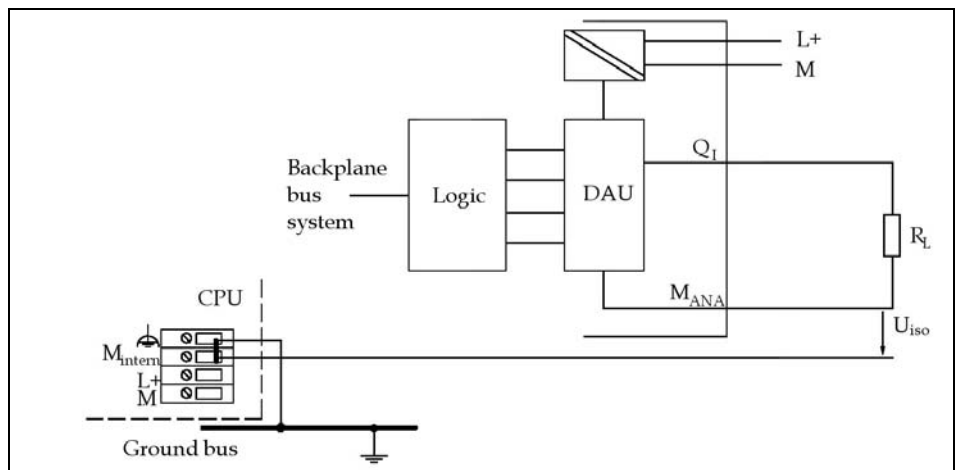 L+
M
Q_I
Backplane
bus
system
Logic
DAU
R_L
M_ANA
CPU
U_iso
M_intern
L+
M
Ground bus